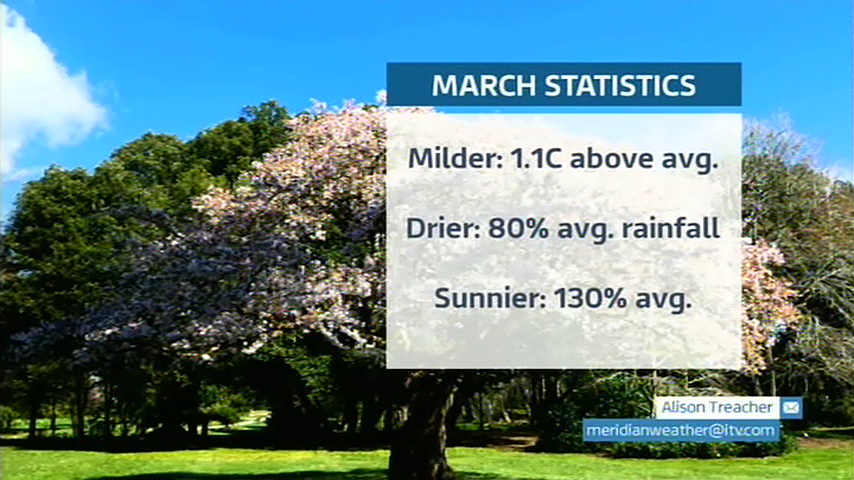 MARCH STATISTICS
Milder: 1.1C above avg.
Drier: 80% avg. rainfall
Sunnier: 130% avg.
Alison Treacher
meridianweather@itv.com